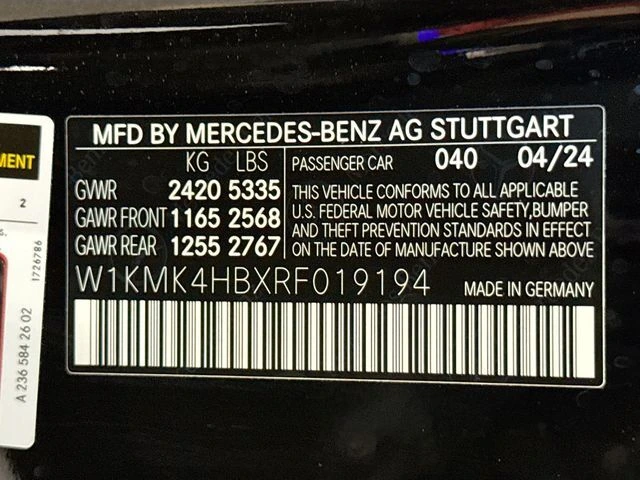 MFD BY MERCEDES-BENZ AG STUTTGART
KG LBS
GVWR 2420 5335
GAWR FRONT 1165 2568
GAWR REAR 1255 2767
PASSENGER CAR 040 04/24
THIS VEHICLE CONFORMS TO ALL APPLICABLE
U.S. FEDERAL MOTOR VEHICLE SAFETY,BUMPER
AND THEFT PREVENTION STANDARDS IN EFFECT
ON THE DATE OF MANUFACTURE SHOWN ABOVE
W1KMK4HBXRF019194
MADE IN GERMANY
MENT
2
s.
1726786
A 236 584 26 02